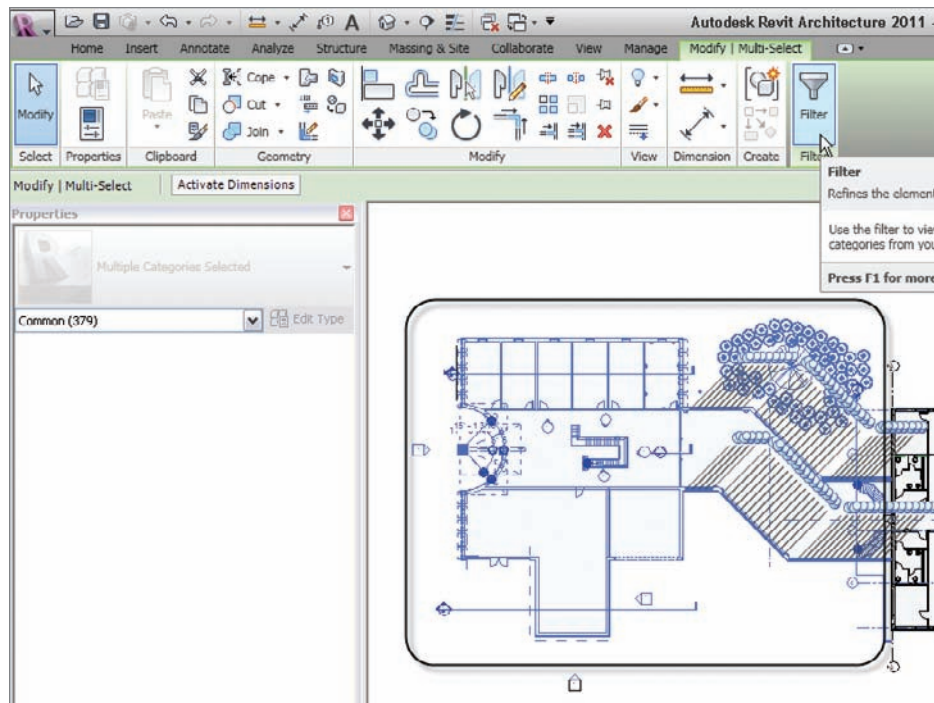 Autodesk Revit Architecture 2011 -
Home Insert Annotate Analyze Structure Massing & Site Collaborate View Manage Modify | Multi-Select
Modify Paste Cope Cut Join Filter
Select Properties Clipboard Geometry Modify View Dimension Create Filte
Modify | Multi-Select Activate Dimensions
Filter
Properties
Refines the element
Multiple Categories Selected
Use the filter to vie
categories from you
Press F1 for more
Common (379) Edit Type